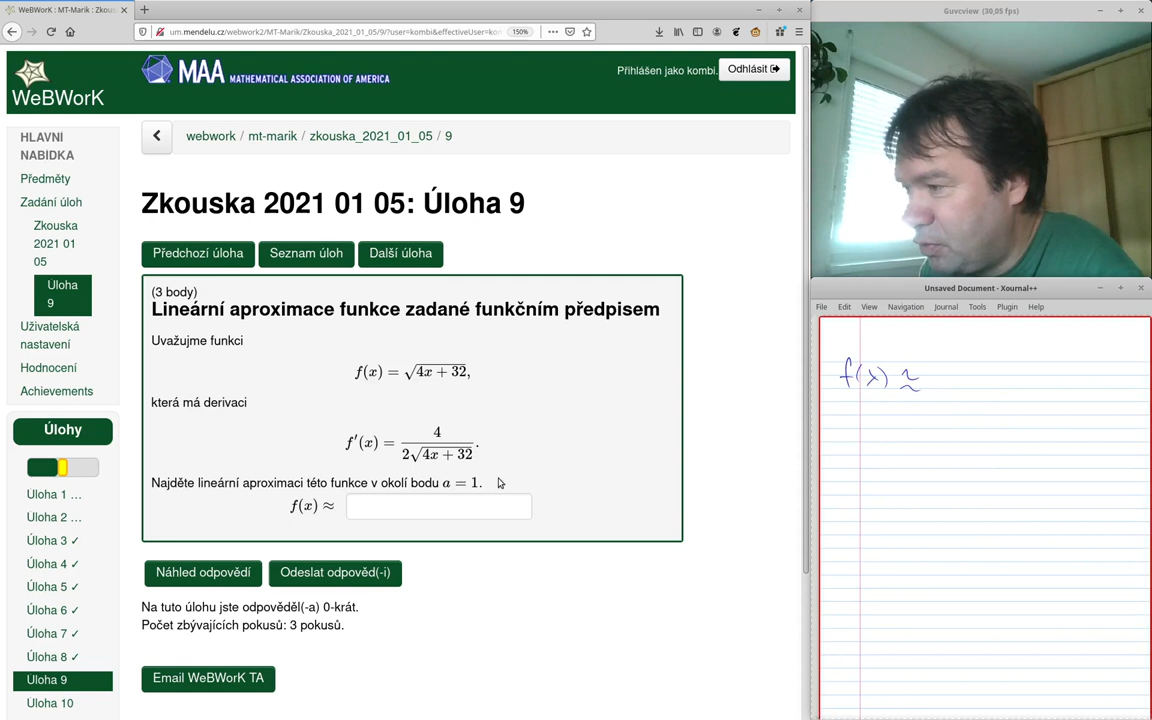 WeBWorK : MT-Marik : Zkous
Guvcview (30,05 fps)
um.mendelu.cz/webwork2/MT-Marik/Zkouska_2021_01_05/9/?user=kombi&effectiveUser=kon
150%
WeBWorK
MAA MATHEMATICAL ASSOCIATION OF AMERICA
Přihlášen jako kombi.
Odhlásit
HLAVNI NABIDKA
Předměty
Zadání úloh
Zkouska 2021 01 05
Úloha 9
Uživatelská nastavení
Hodnocení
Achievements
Úlohy
Úloha 1 ...
Úloha 2 ...
Úloha 3 ✓
Úloha 4 ✓
Úloha 5 ✓
Úloha 6 ✓
Úloha 7 ✓
Úloha 8 ✓
Úloha 9
Úloha 10
webwork / mt-marik / zkouska_2021_01_05 / 9
Zkouska 2021 01 05: Úloha 9
Předchozí úloha
Seznam úloh
Další úloha
(3 body)
Lineární aproximace funkce zadané funkčním předpisem
Uvažujme funkci
f(x) = √(4x + 32),
která má derivaci
f′(x) = 4 / (2√(4x + 32)).
Najděte lineární aproximaci této funkce v okolí bodu a = 1.
f(x) ≈
Náhled odpovědí
Odeslat odpověd(-i)
Na tuto úlohu jste odpověděl(-a) 0-krát.
Počet zbývajících pokusů: 3 pokusů.
Email WeBWorK TA
Unsaved Document - Xournal++
File Edit View Navigation Journal Tools Plugin Help
f(x) ≈